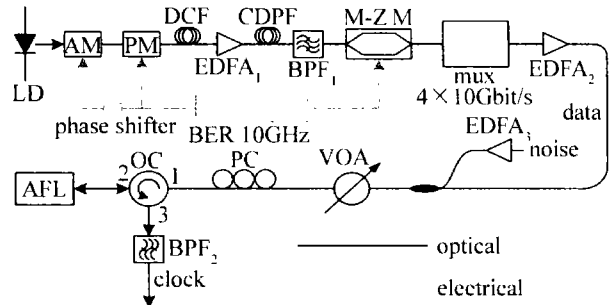 DCF CDPF M-Z M
AM PM
LD EDFA1 BPF1 mux EDFA2
4×10Gbit/s
phase shifter data
BER 10GHz EDFA3
OC PC VOA noise
AFL 2 1
3
BPF2 optical
clock
electrical